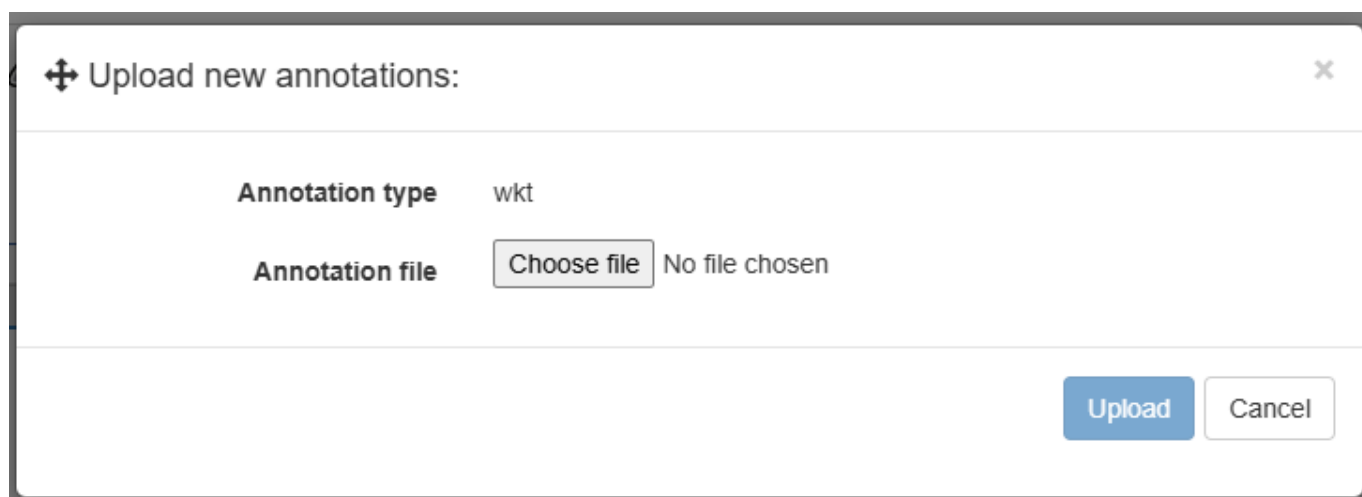 Upload new annotations:
Annotation type wkt
Annotation file Choose file No file chosen
Upload Cancel